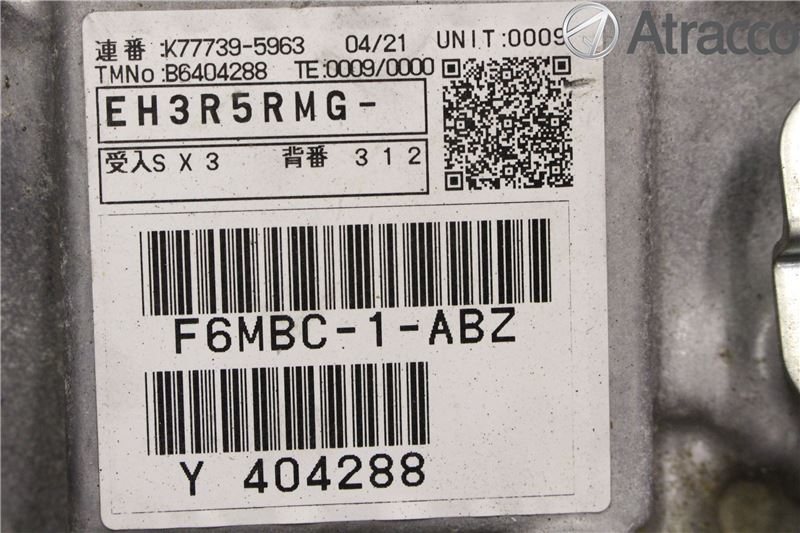 連番:K77739-5963 04/21 UNIT:0009
TMNo:B6404288 TE:0009/0000
EH3R5RMG-
受入SX3 背番 312
F6MBC-1-ABZ
Y 404288
Atracco